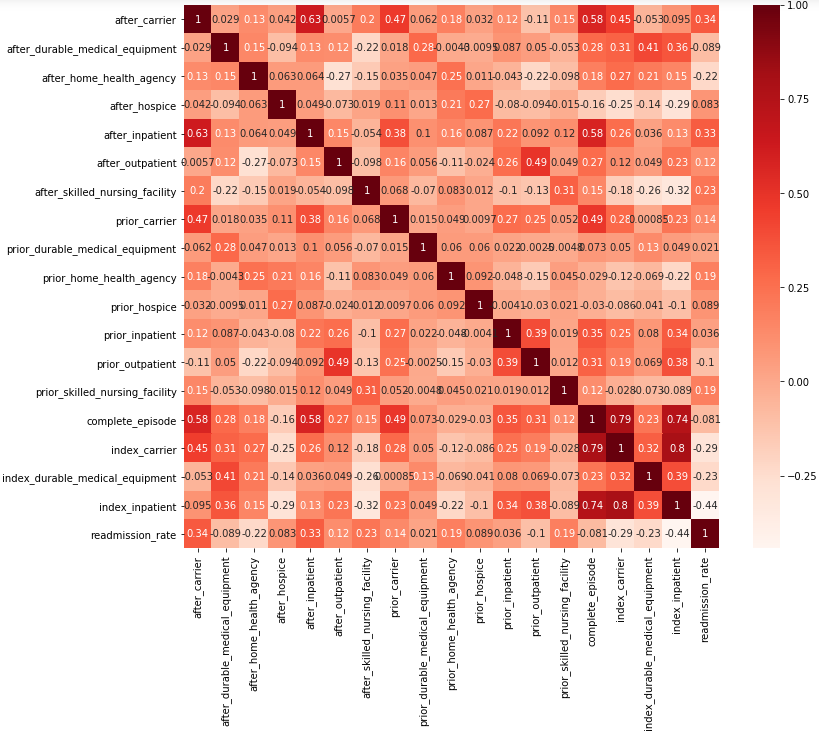 after_carrier 1 0.029 0.13 0.042 0.63 0.0057 0.2 0.47 0.062 0.18 0.032 0.12 -0.11 0.15 0.58 0.45 -0.053 0.095 0.34
after_durable_medical_equipment -0.029 1 0.15 -0.094 0.13 0.12 -0.22 0.018 0.28 -0.0043 0.0095 0.087 0.05 -0.053 0.28 0.31 0.41 0.36 -0.089
after_home_health_agency 0.13 0.15 1 0.063 0.064 -0.27 -0.15 0.035 0.047 0.25 0.011 -0.043 -0.22 -0.098 0.18 0.27 0.21 0.15 -0.22
after_hospice -0.042 -0.094 0.063 1 0.049 -0.073 0.019 0.11 0.013 0.21 0.27 -0.08 -0.094 0.015 -0.16 -0.25 -0.14 -0.29 0.083
after_inpatient 0.63 0.13 0.064 0.049 1 0.15 -0.054 0.38 0.1 0.16 0.087 0.22 0.092 0.12 0.58 0.26 0.036 0.13 0.33
after_outpatient 0.0057 0.12 -0.27 -0.073 0.15 1 -0.098 0.16 0.056 -0.11 -0.024 0.26 0.49 0.049 0.27 0.12 0.049 0.23 0.12
after_skilled_nursing_facility 0.2 -0.22 -0.15 0.019 -0.054 -0.098 1 0.068 -0.07 0.083 0.012 -0.1 -0.13 0.31 0.15 -0.18 -0.26 -0.32 0.23
prior_carrier 0.47 0.018 0.035 0.11 0.38 0.16 0.068 1 0.015 0.049 0.0097 0.27 0.25 0.052 0.49 0.28 0.00085 0.23 0.14
prior_durable_medical_equipment -0.062 0.28 0.047 0.013 0.1 0.056 -0.07 0.015 1 0.06 0.06 0.022 -0.0025 -0.0048 0.073 0.05 0.13 0.049 0.021
prior_home_health_agency 0.18 -0.0043 0.25 0.21 0.16 -0.11 0.083 0.049 0.06 1 0.092 -0.048 -0.15 0.045 -0.029 -0.12 -0.069 -0.22 0.19
prior_hospice -0.032 0.0095 0.011 0.27 0.087 -0.024 0.012 0.0097 0.06 0.092 1 0.0041 -0.03 0.021 -0.03 -0.086 -0.041 -0.1 0.089
prior_inpatient 0.12 0.087 -0.043 -0.08 0.22 0.26 -0.1 0.27 0.022 -0.048 0.004 1 0.39 0.019 0.35 0.25 0.08 0.34 0.036
prior_outpatient -0.11 0.05 -0.22 -0.094 0.092 0.49 -0.13 0.25 -0.0025 -0.15 -0.03 0.39 1 0.012 0.31 0.19 0.069 0.38 -0.1
prior_skilled_nursing_facility 0.15 -0.053 -0.098 0.015 0.12 0.049 0.31 0.052 -0.0048 0.045 0.021 0.019 0.012 1 0.12 -0.028 -0.073 -0.089 0.19
complete_episode 0.58 0.28 0.18 -0.16 0.58 0.27 0.15 0.49 0.073 -0.029 -0.03 0.35 0.31 0.12 1 0.79 0.23 0.74 -0.081
index_carrier 0.45 0.31 0.27 -0.25 0.26 0.12 -0.18 0.28 0.05 -0.12 -0.086 0.25 0.19 -0.028 0.79 1 0.32 0.8 -0.29
index_durable_medical_equipment -0.053 0.41 0.21 -0.14 0.036 0.049 -0.26 0.00085 0.13 -0.069 -0.041 0.08 0.069 -0.073 0.23 0.32 1 0.39 -0.23
index_inpatient -0.095 0.36 0.15 -0.29 0.13 0.23 -0.32 0.23 0.049 -0.22 -0.1 0.34 0.38 -0.089 0.74 0.8 0.39 1 -0.44
readmission_rate 0.34 -0.089 -0.22 0.083 0.33 0.12 0.23 0.14 0.021 0.19 0.089 0.036 -0.1 0.19 -0.081 -0.29 -0.23 -0.44 1
after_carrier
after_durable_medical_equipment
after_home_health_agency
after_hospice
after_inpatient
after_outpatient
after_skilled_nursing_facility
prior_carrier
prior_durable_medical_equipment
prior_home_health_agency
prior_hospice
prior_inpatient
prior_outpatient
prior_skilled_nursing_facility
complete_episode
index_carrier
index_durable_medical_equipment
index_inpatient
readmission_rate
1.00
0.75
0.50
0.25
0.00
−0.25